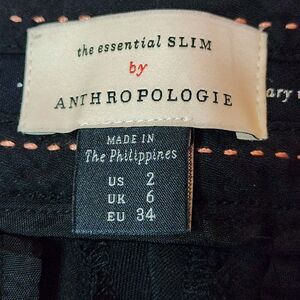 the essential SLIM
by
ANTHROPOLOGIE
MADE IN
The Philippines
US 2
UK 6
EU 34